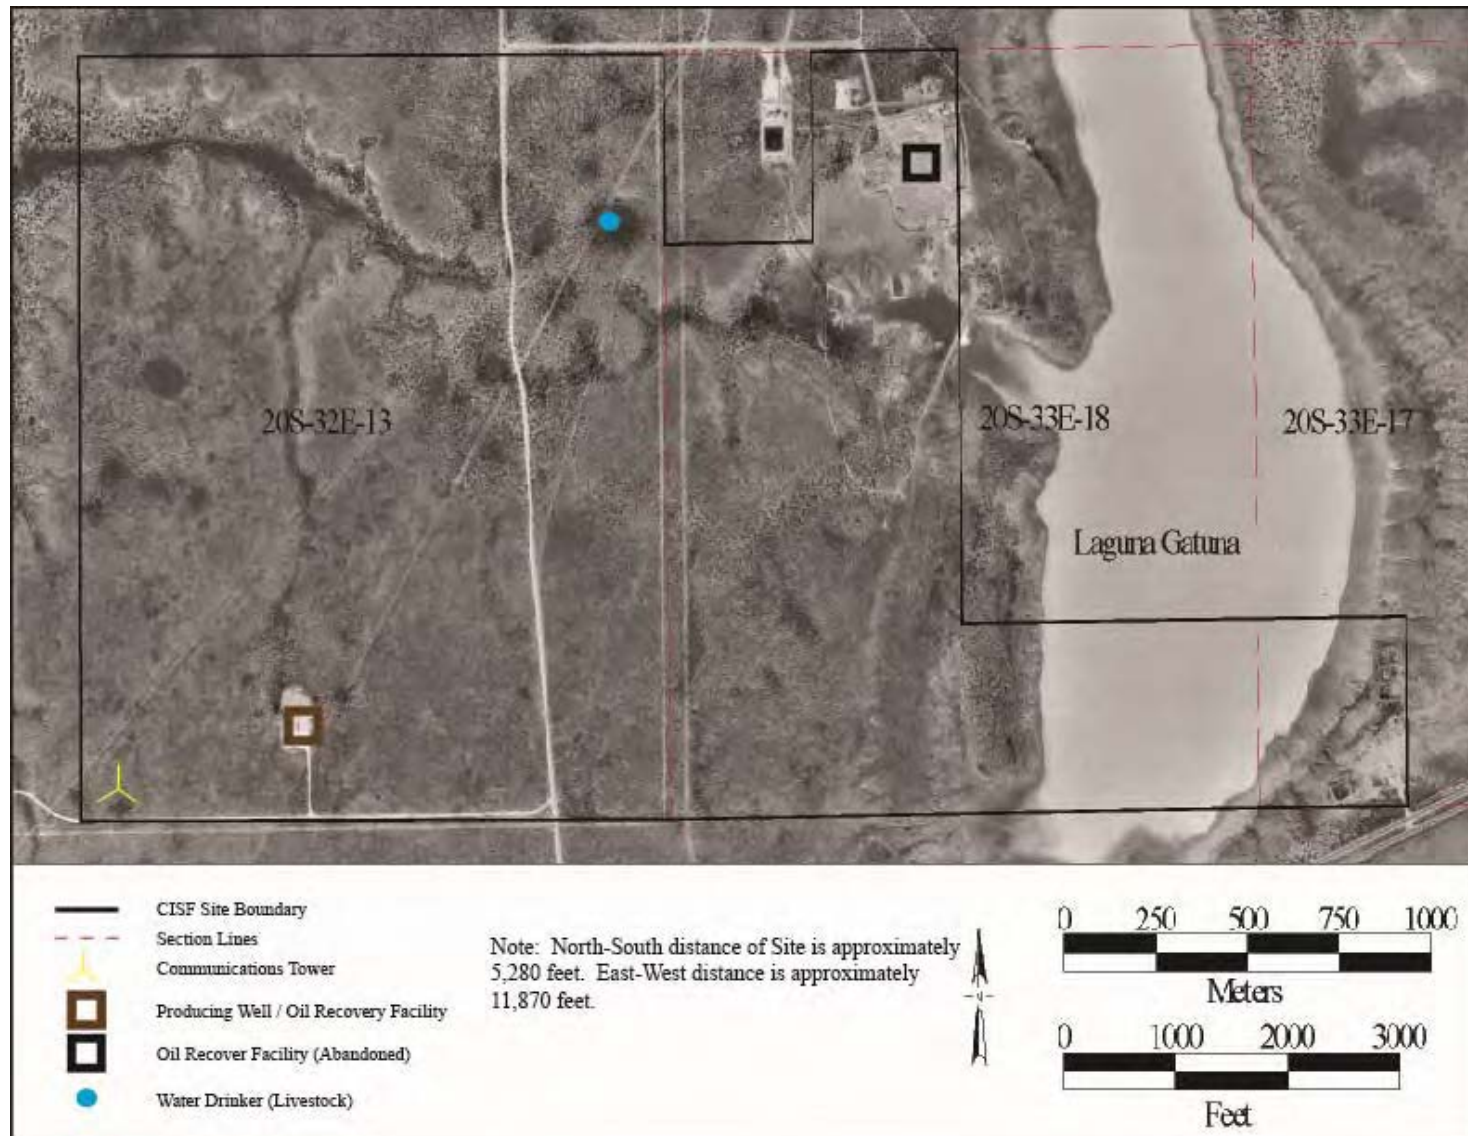 20S-32E-13
20S-33E-18
20S-33E-17
Laguna Gatuna
CISF Site Boundary
Section Lines
Communications Tower
Producing Well / Oil Recovery Facility
Oil Recover Facility (Abandoned)
Water Drinker (Livestock)
Note: North-South distance of Site is approximately
5,280 feet. East-West distance is approximately
11,870 feet.
0 250 500 750 1000
Meters
0 1000 2000 3000
Feet